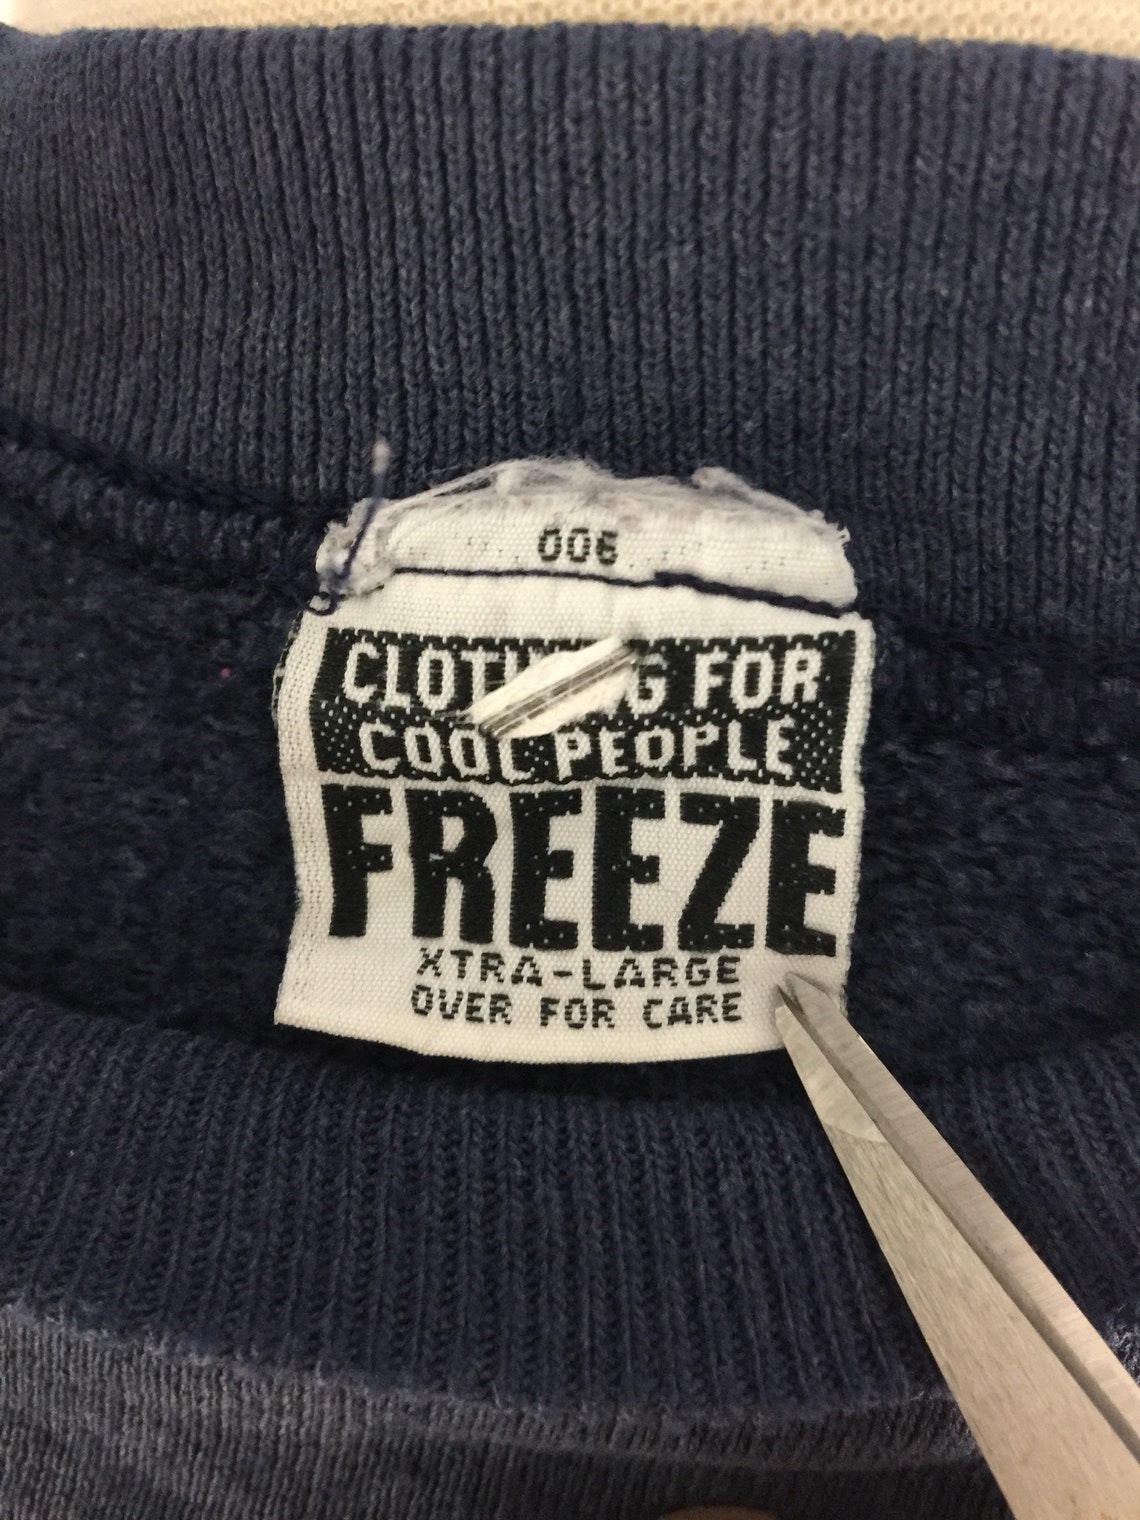 006
CLOTHING FOR
COOL PEOPLE
FREEZE
XTRA-LARGE
OVER FOR CARE